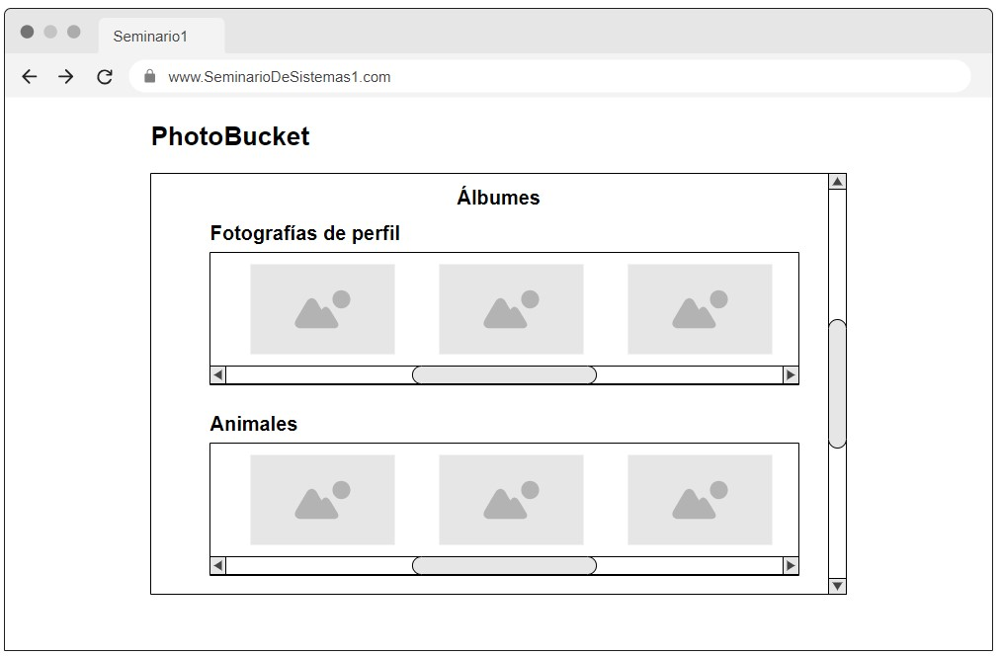 Seminario1
www.SeminarioDeSistemas1.com
PhotoBucket
Álbumes
Fotografías de perfil
Animales